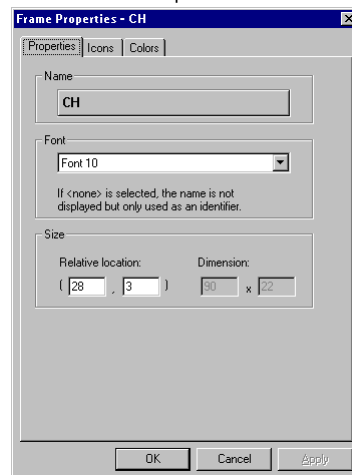 Frame Properties - CH
Properties Icons Colors
Name
CH
Font
Font 10
If <none> is selected, the name is not
displayed but only used as an identifier.
Size
Relative location: Dimension:
( 28 , 3 ) 90 x 22
OK Cancel Apply